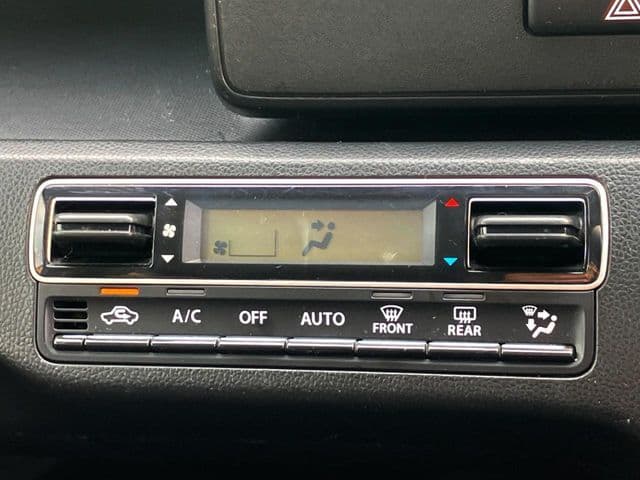 A/C OFF AUTO FRONT REAR